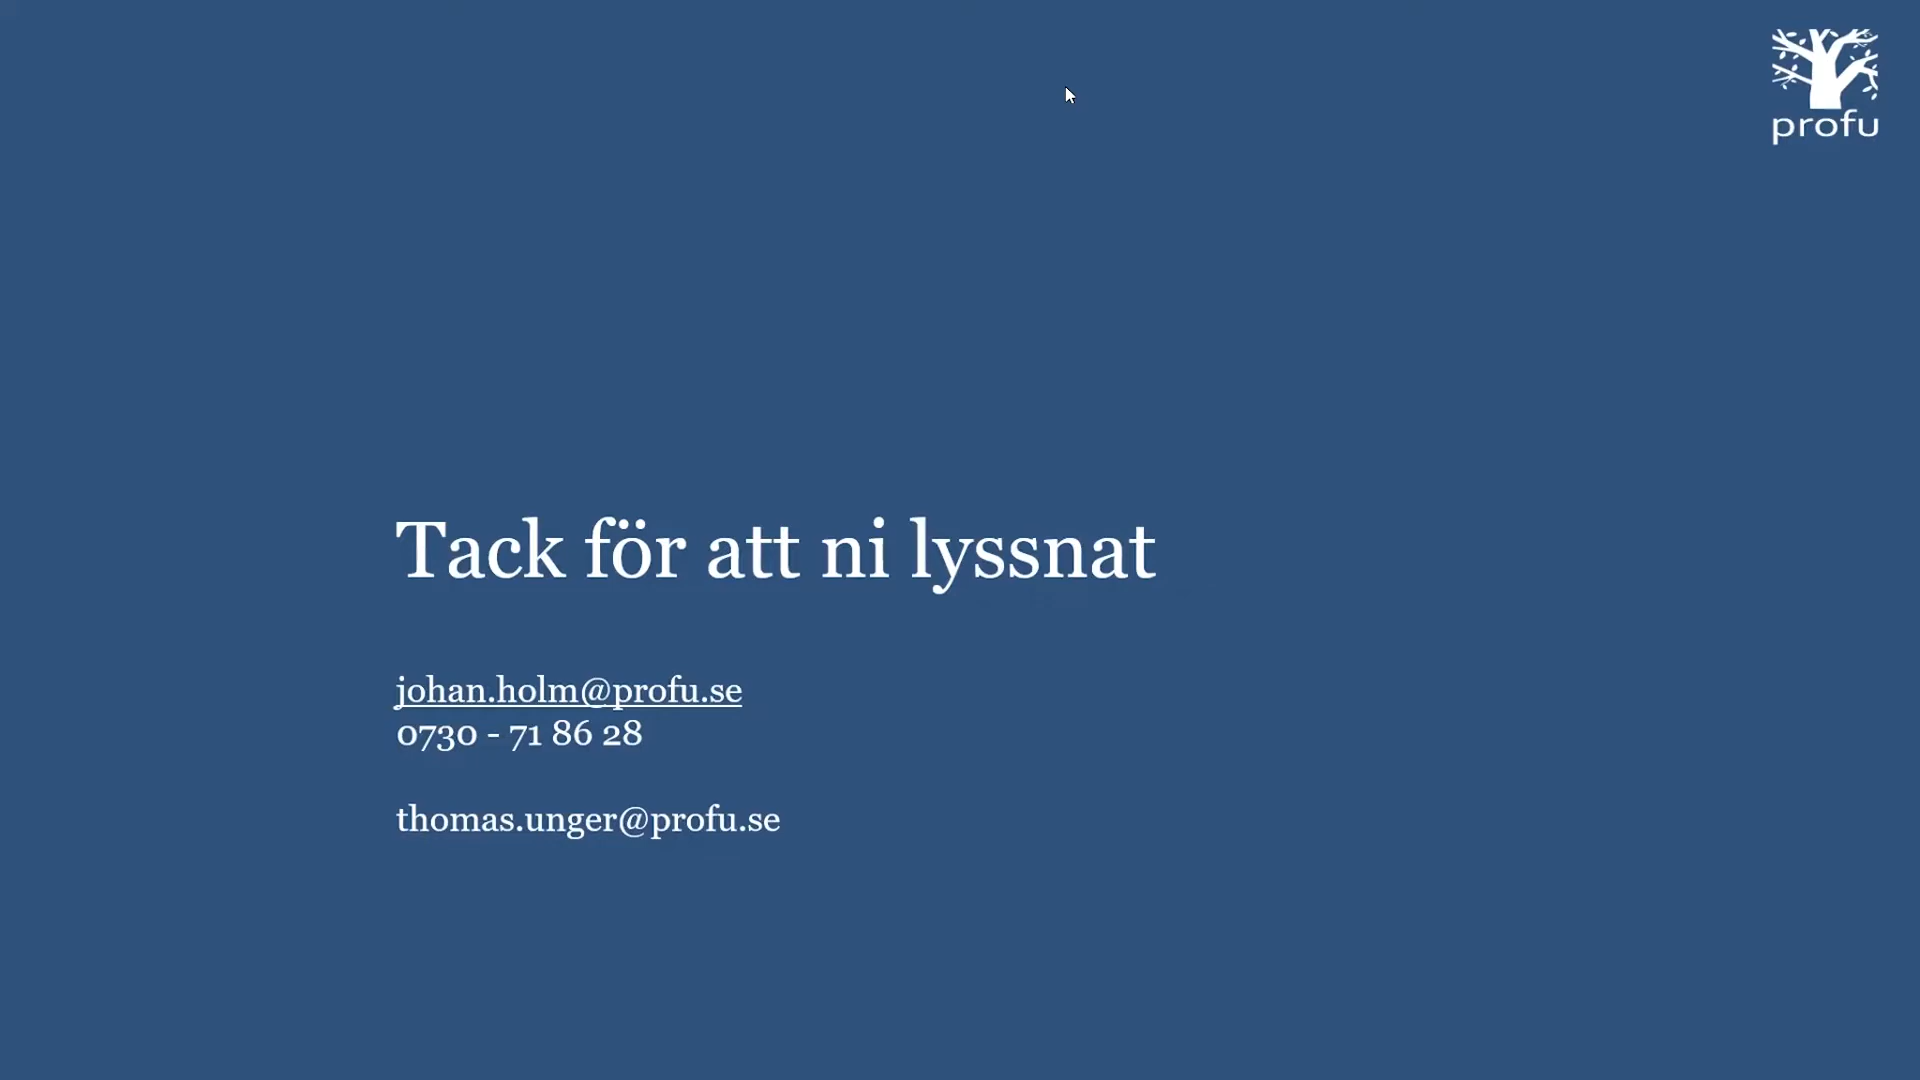 profu
Tack för att ni lyssnat
johan.holm@profu.se
0730 - 71 86 28
thomas.unger@profu.se